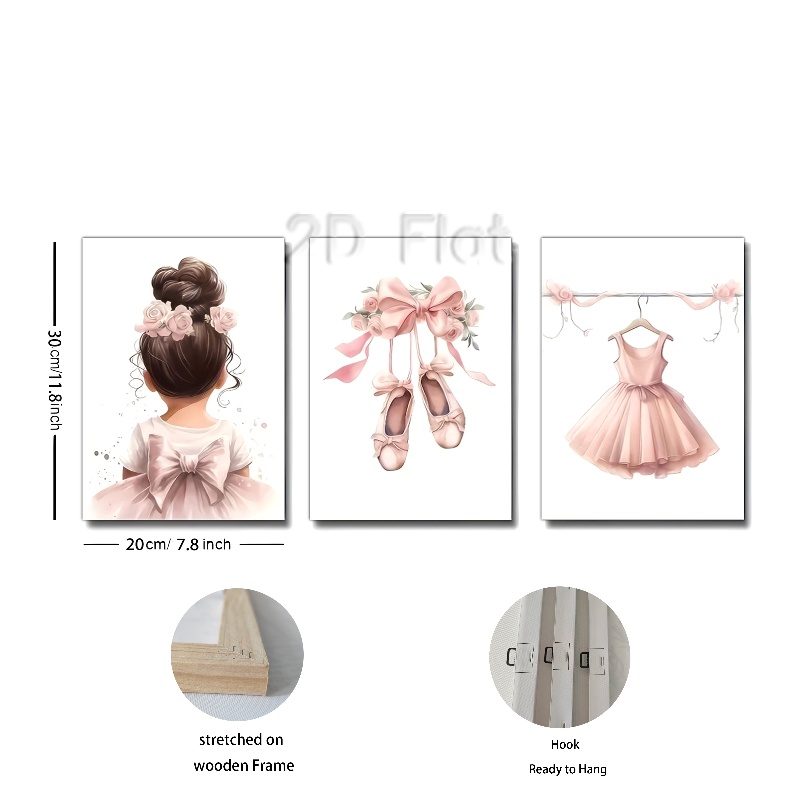 2D Flat
30cm/11.8inch
20cm/ 7.8 inch
stretched on
wooden Frame
Hook
Ready to Hang